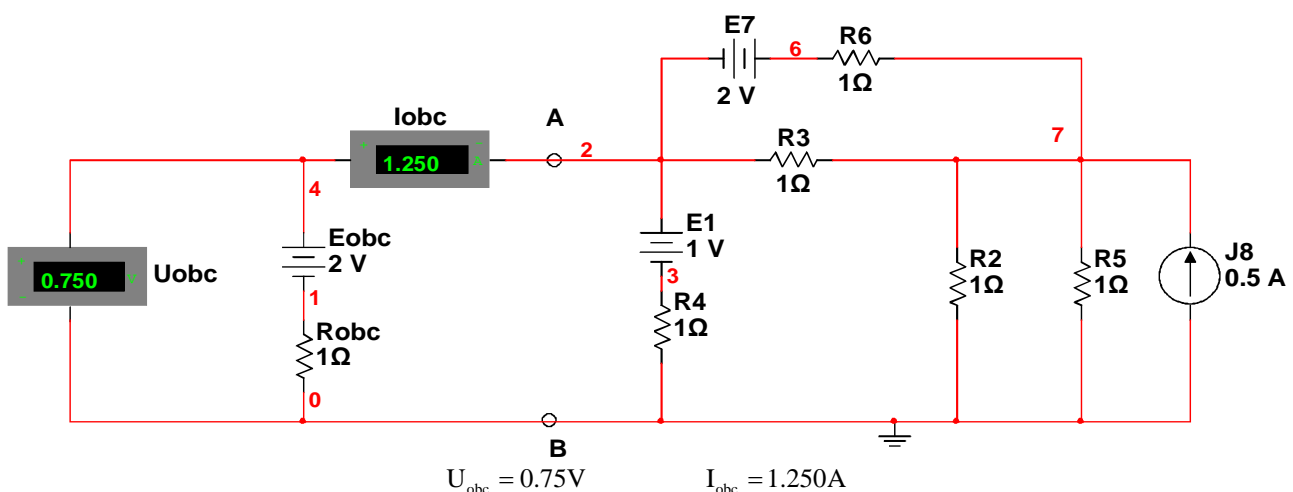 E7
6
R6
2 V
1Ω
Iobc
A
R3
7
+
-
1.250
A
2
1Ω
4
E1
1 V
Eobc
2 V
+
0.750
V
-
Uobc
3
R2
1Ω
R5
1Ω
J8
0.5 A
1
R4
1Ω
Robc
1Ω
0
B
U_obc = 0.75V I_obc = 1.250A